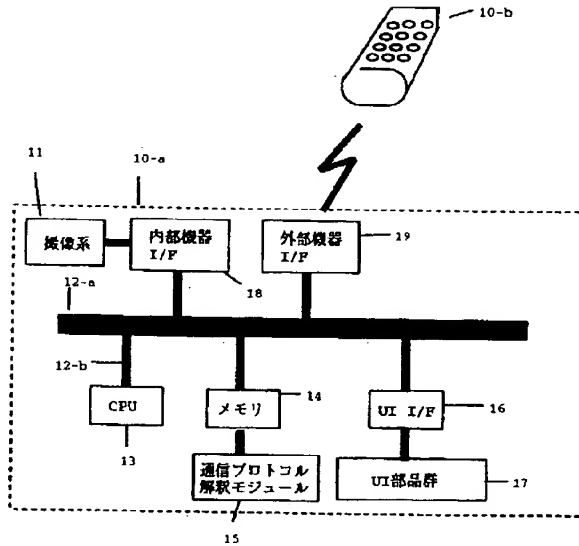 10-b
11
10-a
撮像系
内部機器
I/F
外部機器
I/F
19
18
12-a
12-b
CPU
13
メモリ
14
UI I/F
16
通信プロトコル
解釈モジュール
15
UI部品群
17